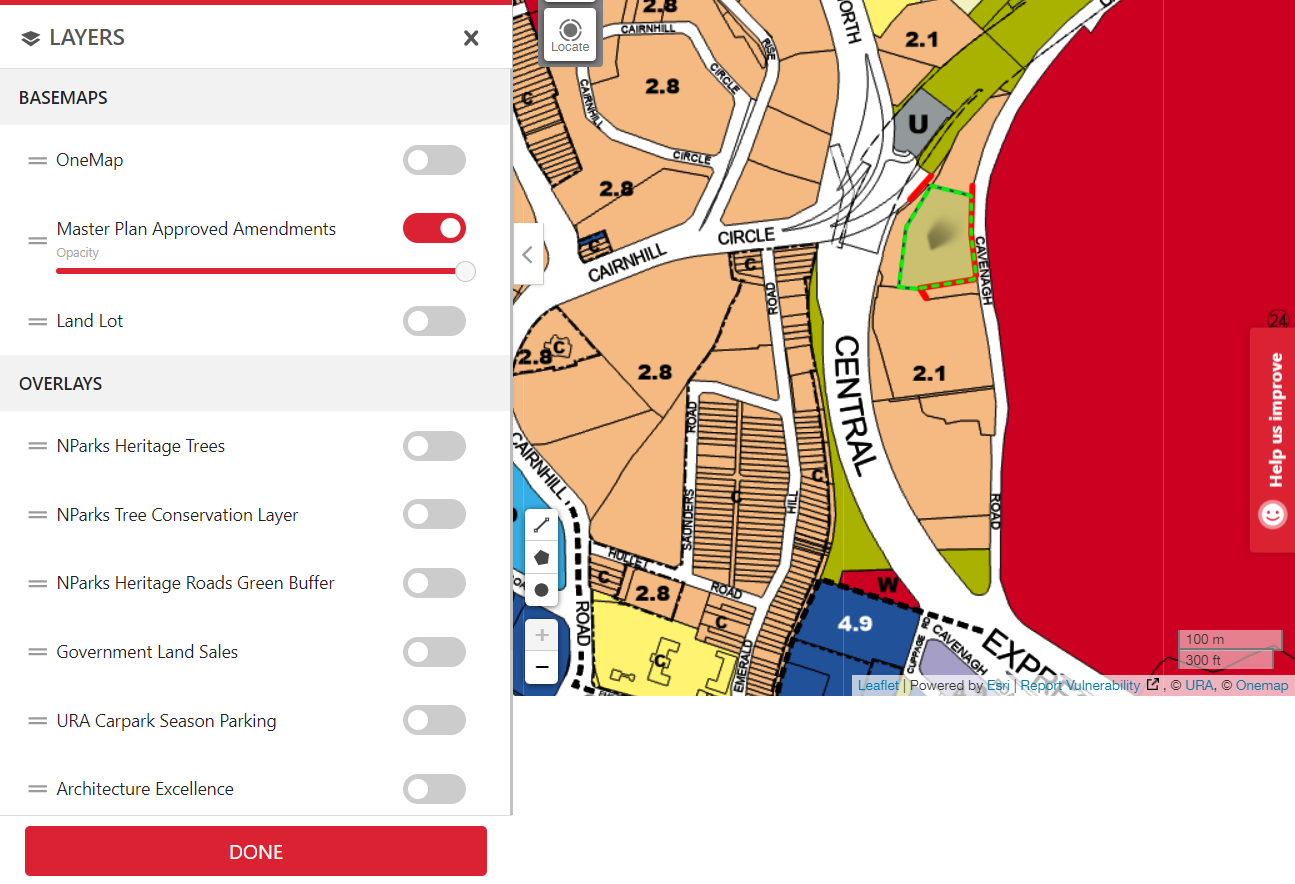 LAYERS
BASEMAPS
OneMap
Master Plan Approved Amendments
Opacity
Land Lot
OVERLAYS
NParks Heritage Trees
NParks Tree Conservation Layer
NParks Heritage Roads Green Buffer
Government Land Sales
URA Carpark Season Parking
Architecture Excellence
DONE
Locate
2.8
CAIRNHILL
RISE
2.1
2.8
CIRCLE
C
CAIRNHILL
U
CIRCLE
2.8
CIRCLE
CAIRNHILL
C
C
ROAD
CAVENAGH
24
2.8
C
2.8
CENTRAL
2.1
Help us improve
ROAD
CAIRNHILL
C
C
HILL
SAUNDERS
ROAD
HULLET
ROAD
C
2.8
C
W
4.9
ROAD
C
EMERALD
CUPPAGE
RD
CAVENAGH
100 m
300 ft
+
−
Leaflet | Powered by Esri | Report Vulnerability , © URA, © Onemap